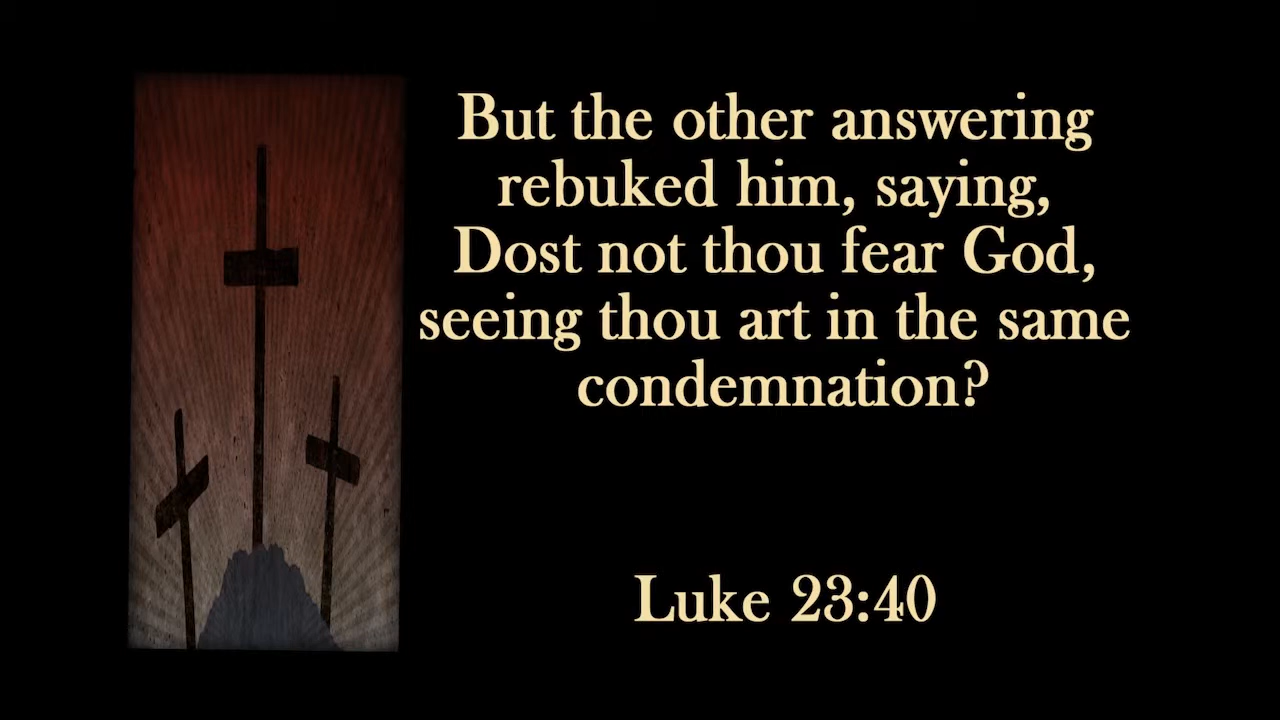 But the other answering
rebuked him, saying,
Dost not thou fear God,
seeing thou art in the same
condemnation?
Luke 23:40